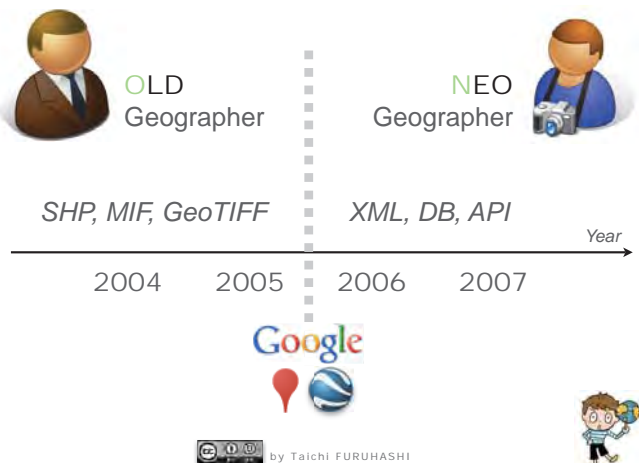 OLD
Geographer
NEO
Geographer
SHP, MIF, GeoTIFF
XML, DB, API
Year
2004 2005 2006 2007
Google
cc
by Taichi FURUHASHI